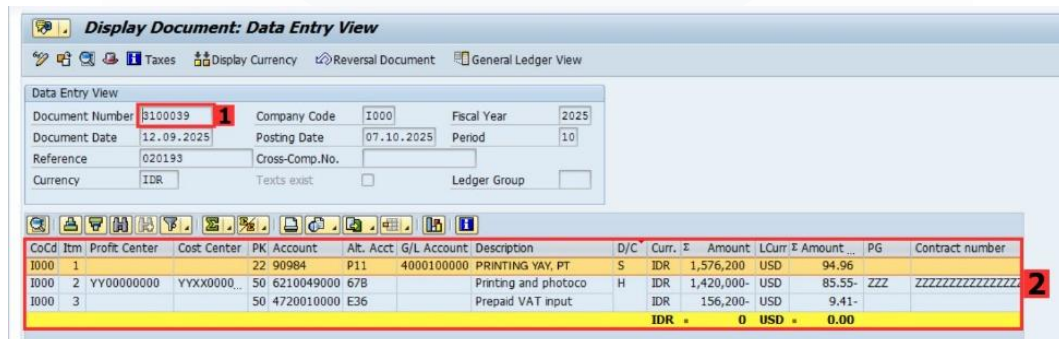 Display Document: Data Entry View
Taxes Display Currency Reversal Document General Ledger View
Data Entry View
Document Number 3100039 1 Company Code I000 Fiscal Year 2025
Document Date 12.09.2025 Posting Date 07.10.2025 Period 10
Reference 020193 Cross-Comp.No.
Currency IDR Texts exist Ledger Group
CoCd Itm Profit Center Cost Center PK Account Alt. Acct G/L Account Description D/C Curr. Σ Amount LCurr Σ Amount ... PG Contract number
I000 1 22 90984 P11 4000100000 PRINTING YAY, PT S IDR 1,576,200 USD 94.96
I000 2 YY00000000 YYXX0000... 50 6210049000 67B Printing and photoco H IDR 1,420,000- USD 85.55- ZZZ ZZZZZZZZZZZZZZZZ 2
I000 3 50 4720010000 E36 Prepaid VAT input IDR 156,200- USD 9.41-
IDR 0 USD 0.00